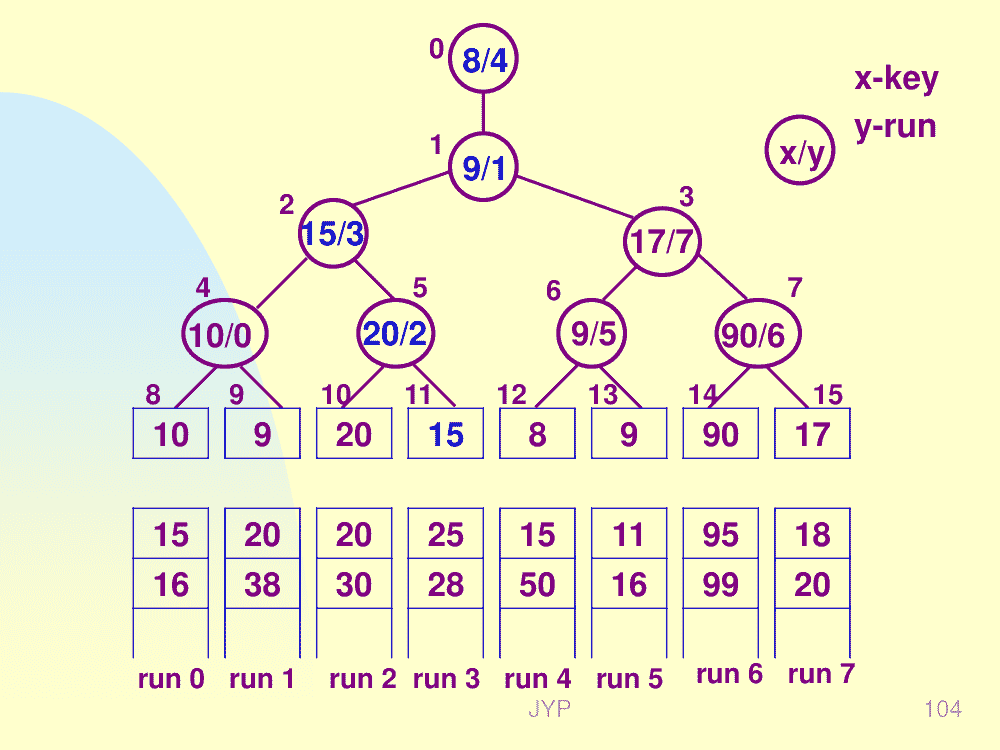 0 8/4
x-key
y-run
x/y
1 9/1
2 15/3
3 17/7
4 10/0
5 20/2
6 9/5
7 90/6
8 9 10 11 12 13 14 15
10 9 20 15 8 9 90 17
15 20 20 25 15 11 95 18
16 38 30 28 50 16 99 20
run 0 run 1 run 2 run 3 run 4 run 5 run 6 run 7
JYP 104